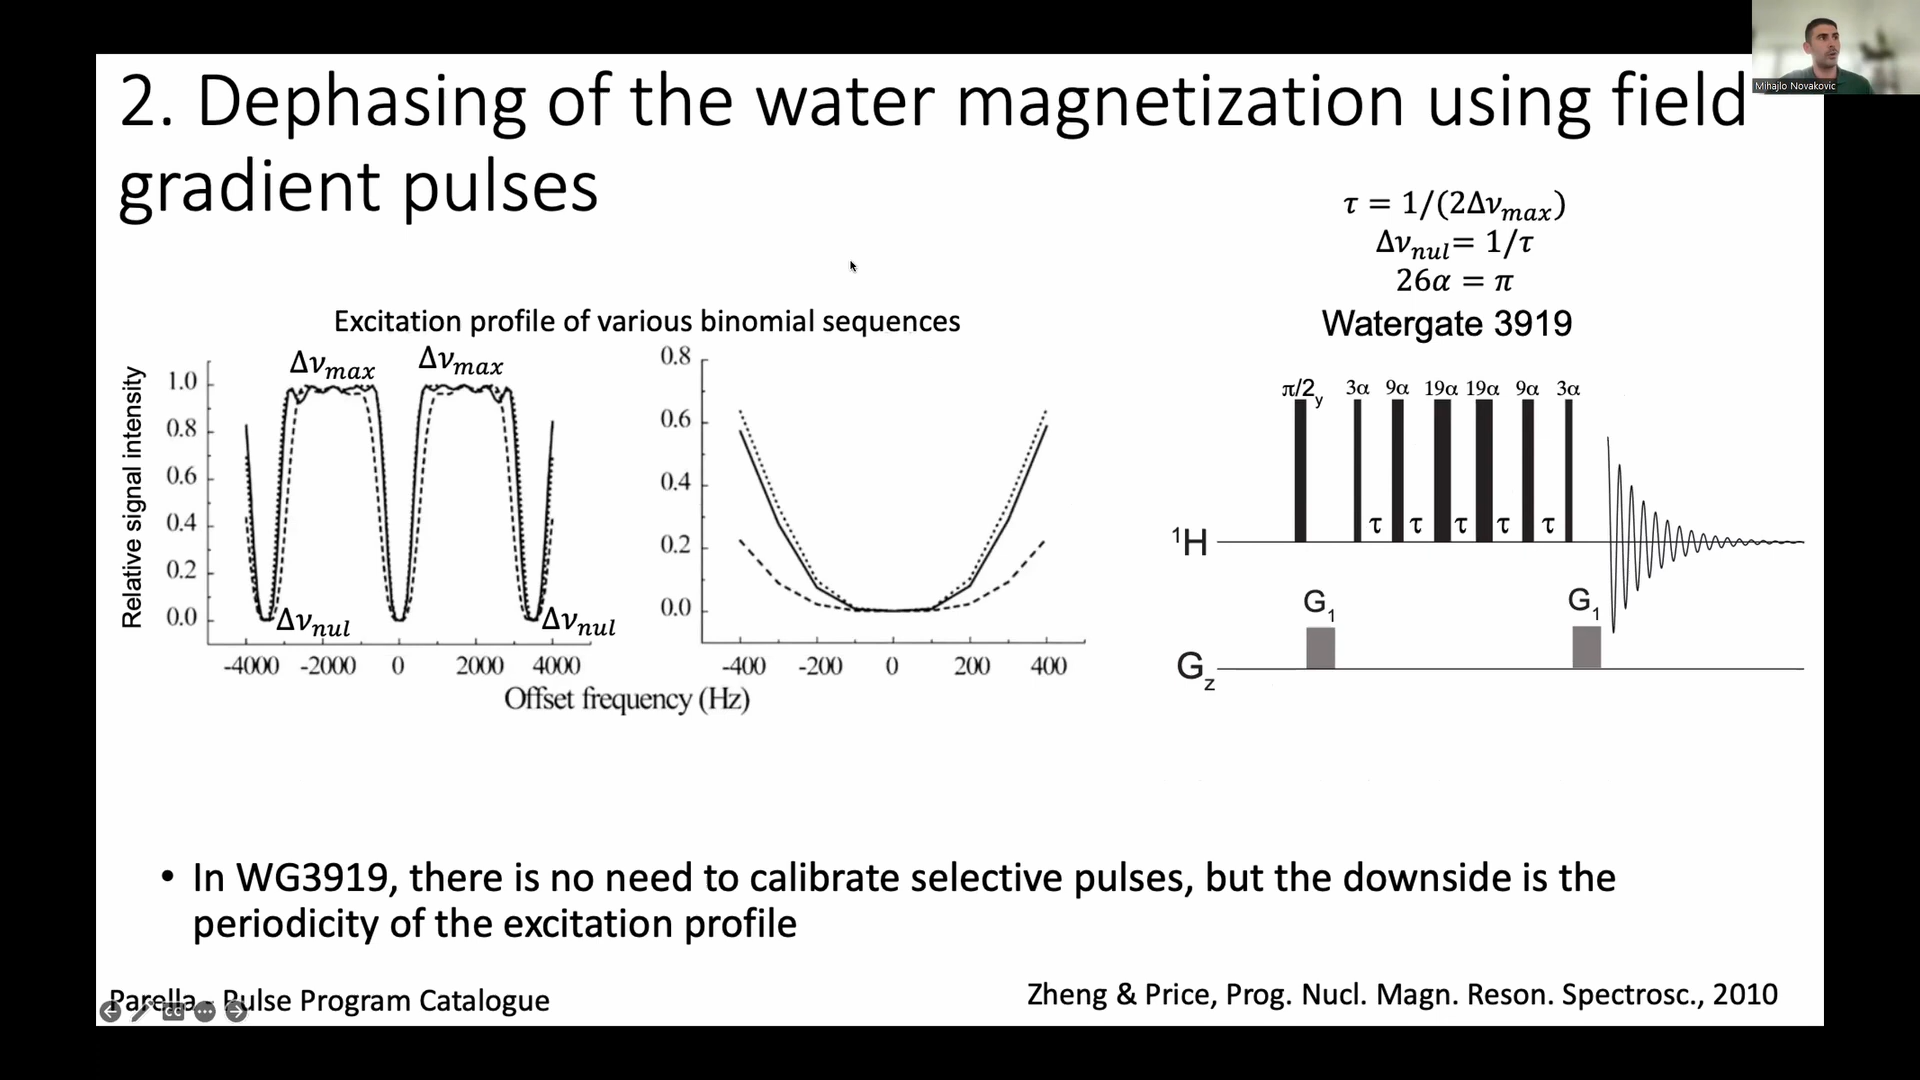 Mihajlo Novakovic
2. Dephasing of the water magnetization using field
gradient pulses
τ = 1/(2Δν_max)
Δν_nul = 1/τ
26α = π
Watergate 3919
Excitation profile of various binomial sequences
Δν_max Δν_max
Relative signal intensity
1.0
0.8
0.6
0.4
0.2
0.0
Δν_nul Δν_nul
-4000 -2000 0 2000 4000
0.8
0.6
0.4
0.2
0.0
-400 -200 0 200 400
Offset frequency (Hz)
π/2_y 3α 9α 19α 19α 9α 3α
τ τ τ τ τ
¹H
G₁ G₁
G_z
• In WG3919, there is no need to calibrate selective pulses, but the downside is the
periodicity of the excitation profile
Parella - Pulse Program Catalogue
Zheng & Price, Prog. Nucl. Magn. Reson. Spectrosc., 2010
CC